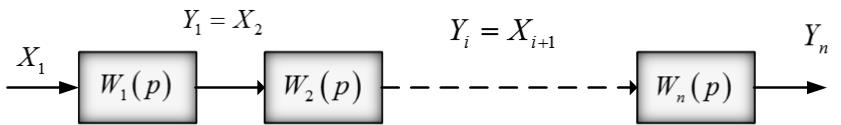 X₁
Y₁ = X₂
Yᵢ = Xᵢ₊₁
Yₙ
W₁(p)
W₂(p)
Wₙ(p)